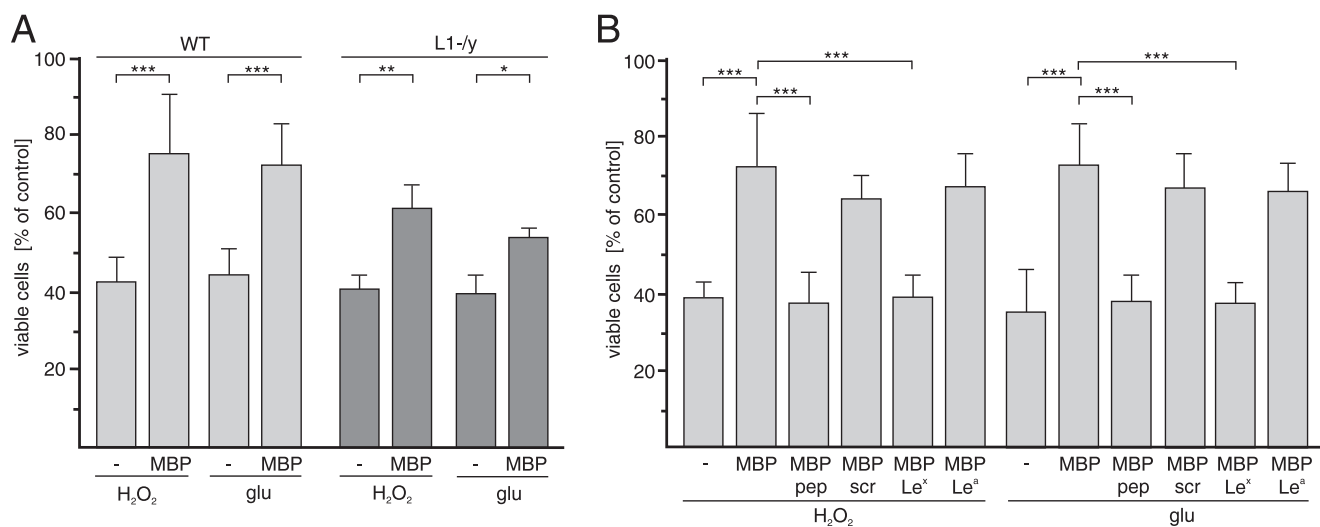 A
WT L1-/y
*** *** ** *
100
80
60
40
20
viable cells [% of control]
- MBP - MBP - MBP - MBP
H₂O₂ glu H₂O₂ glu
B
*** ***
*** *** *** ***
100
80
60
40
20
viable cells [% of control]
- MBP MBP MBP MBP MBP - MBP MBP MBP MBP MBP
pep scr Leˣ Leᵃ pep scr Leˣ Leᵃ
H₂O₂ glu